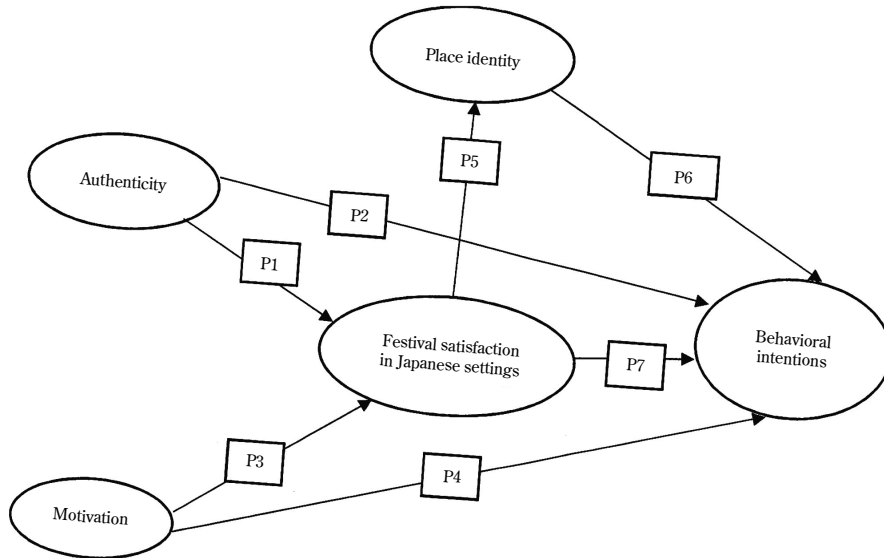 Place identity
P5
P6
Authenticity
P2
P1
Festival satisfaction
in Japanese settings
P7
Behavioral
intentions
P3
P4
Motivation